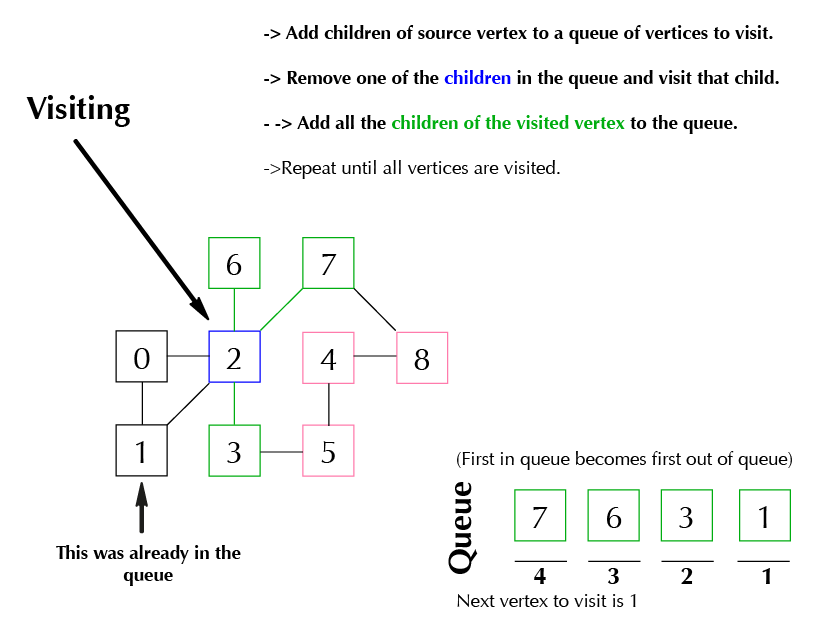 -> Add children of source vertex to a queue of vertices to visit.
-> Remove one of the children in the queue and visit that child.
- -> Add all the children of the visited vertex to the queue.
->Repeat until all vertices are visited.
Visiting
6 7
0 2 4 8
1 3 5
This was already in the
queue
(First in queue becomes first out of queue)
Queue
7 6 3 1
4 3 2 1
Next vertex to visit is 1